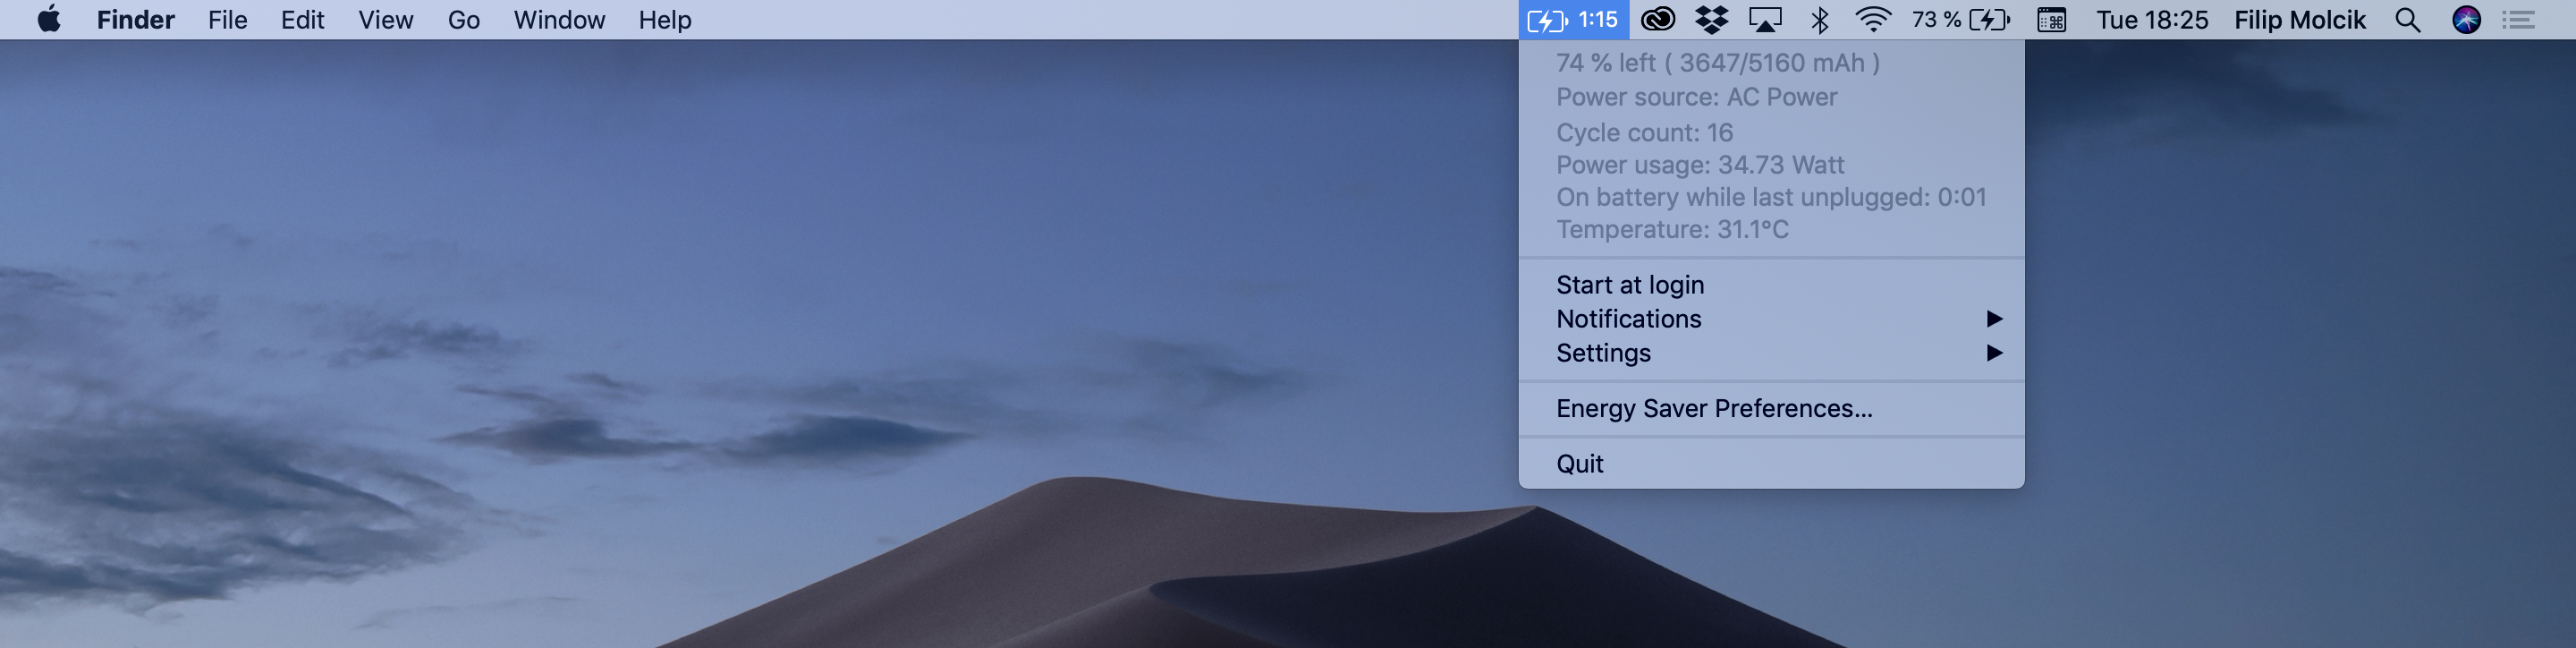 Finder File Edit View Go Window Help 1:15 73 % Tue 18:25 Filip Molcik
74 % left ( 3647/5160 mAh )
Power source: AC Power
Cycle count: 16
Power usage: 34.73 Watt
On battery while last unplugged: 0:01
Temperature: 31.1°C
Start at login
Notifications
Settings
Energy Saver Preferences...
Quit